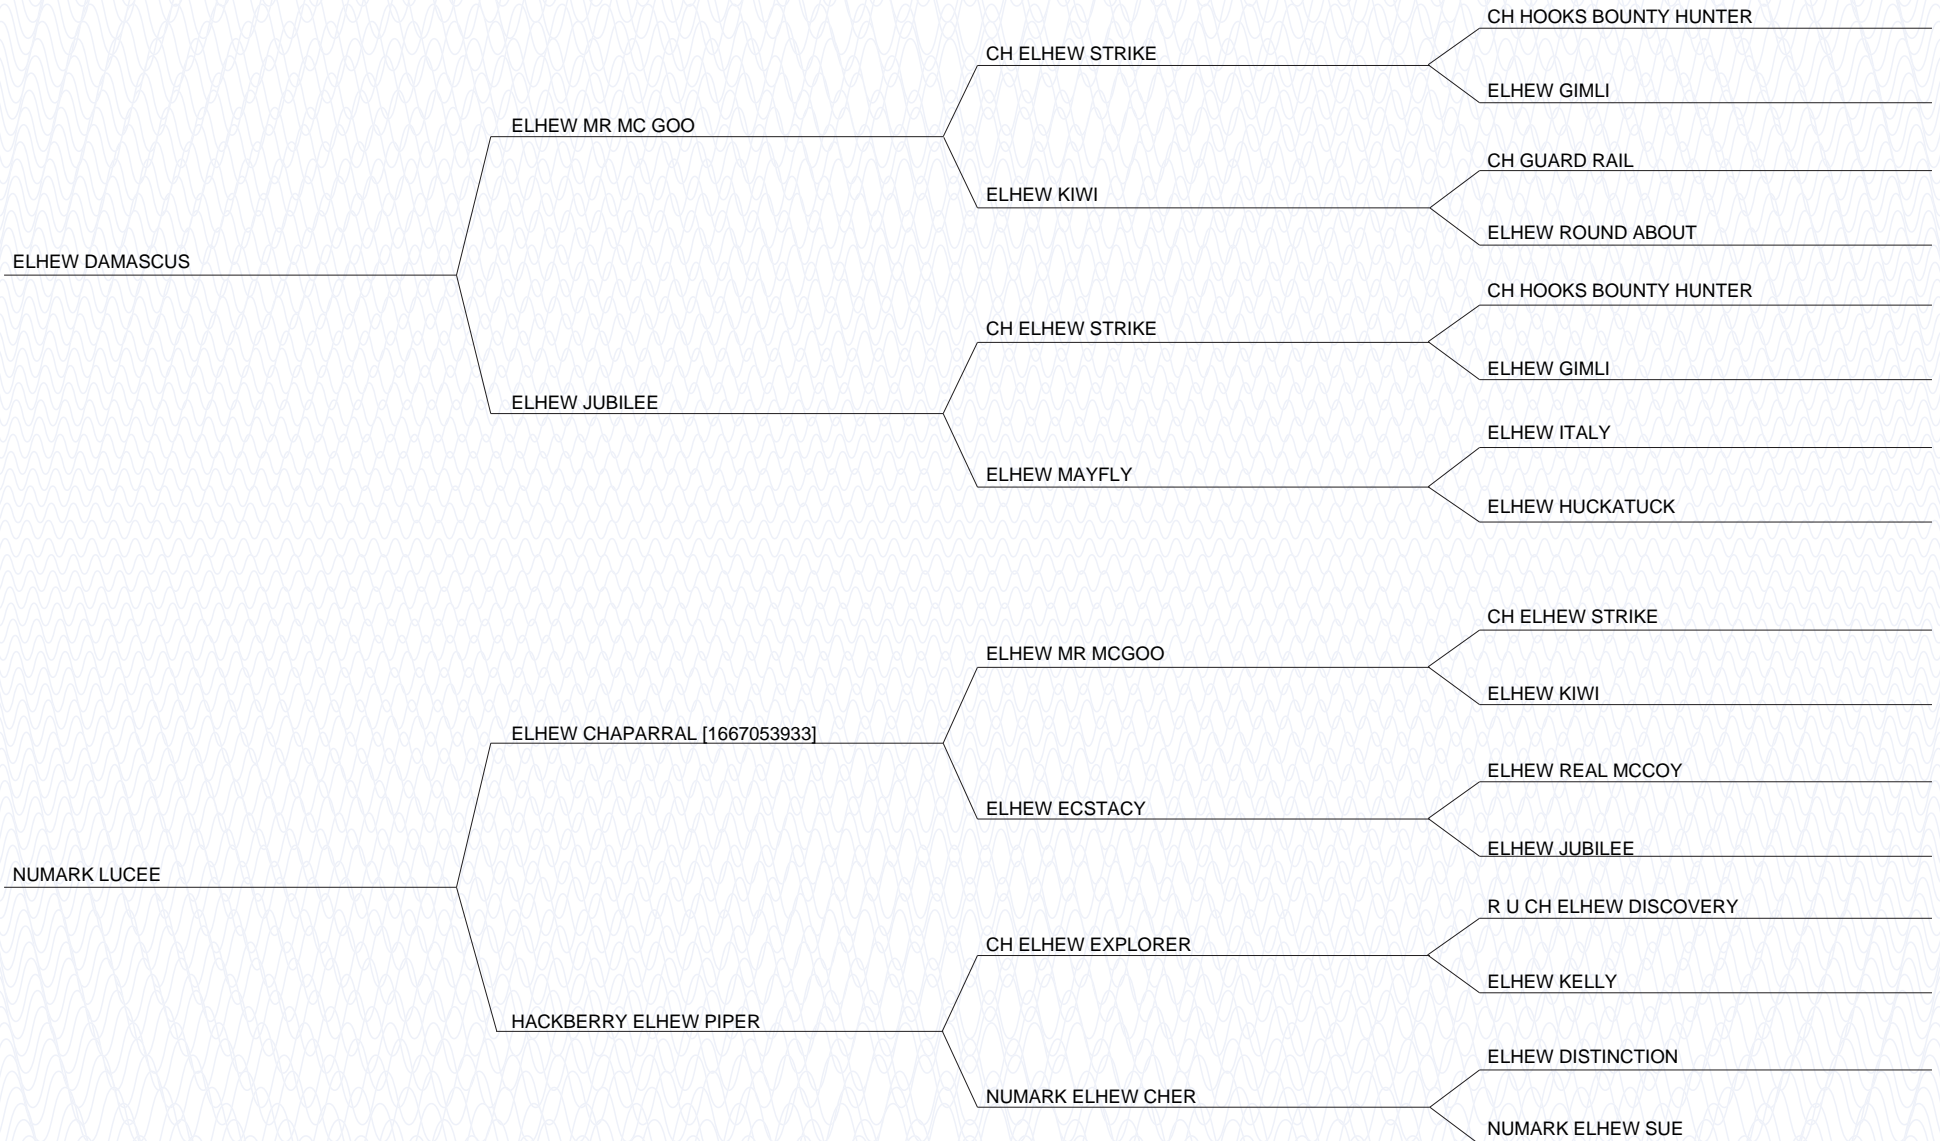 CH HOOKS BOUNTY HUNTER
CH ELHEW STRIKE
ELHEW GIMLI
ELHEW MR MC GOO
CH GUARD RAIL
ELHEW KIWI
ELHEW ROUND ABOUT
ELHEW DAMASCUS
CH HOOKS BOUNTY HUNTER
CH ELHEW STRIKE
ELHEW GIMLI
ELHEW JUBILEE
ELHEW ITALY
ELHEW MAYFLY
ELHEW HUCKATUCK
CH ELHEW STRIKE
ELHEW MR MCGOO
ELHEW KIWI
ELHEW CHAPARRAL [1667053933]
ELHEW REAL MCCOY
ELHEW ECSTACY
ELHEW JUBILEE
NUMARK LUCEE
R U CH ELHEW DISCOVERY
CH ELHEW EXPLORER
ELHEW KELLY
HACKBERRY ELHEW PIPER
ELHEW DISTINCTION
NUMARK ELHEW CHER
NUMARK ELHEW SUE